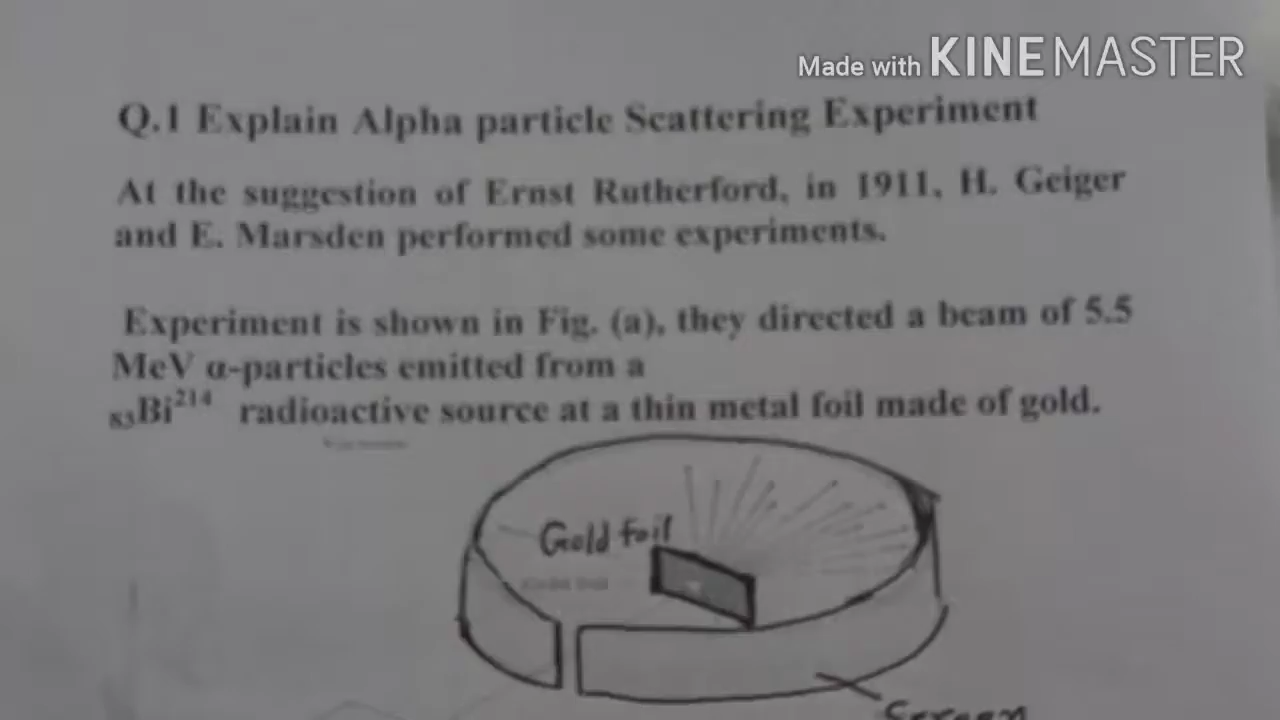 Made with KINEMASTER
Q.1 Explain Alpha particle Scattering Experiment
At the suggestion of Ernst Rutherford, in 1911, H. Geiger
and E. Marsden performed some experiments.
Experiment is shown in Fig. (a), they directed a beam of 5.5
MeV α-particles emitted from a
₈₃Bi²¹⁴ radioactive source at a thin metal foil made of gold.
Gold foil
Screen